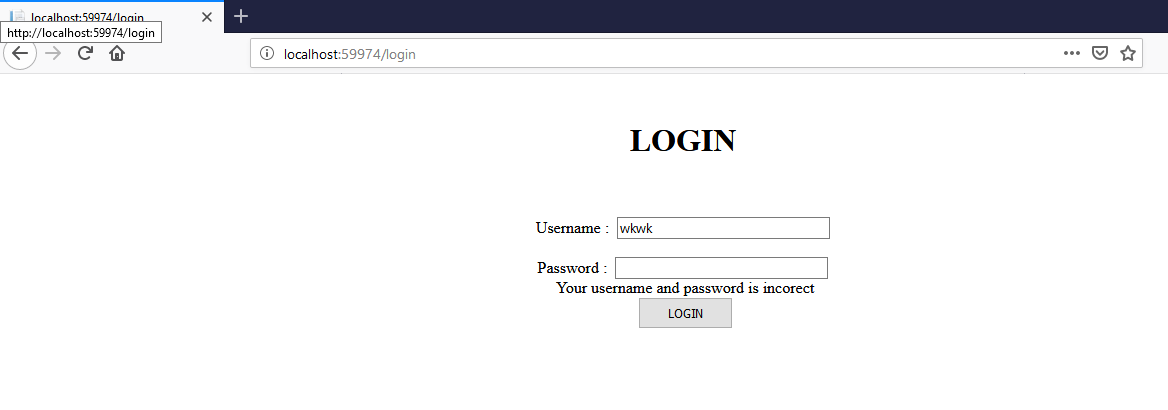 localhost:59974/login
http://localhost:59974/login
localhost:59974/login
LOGIN
Username : wkwk
Password :
Your username and password is incorect
LOGIN